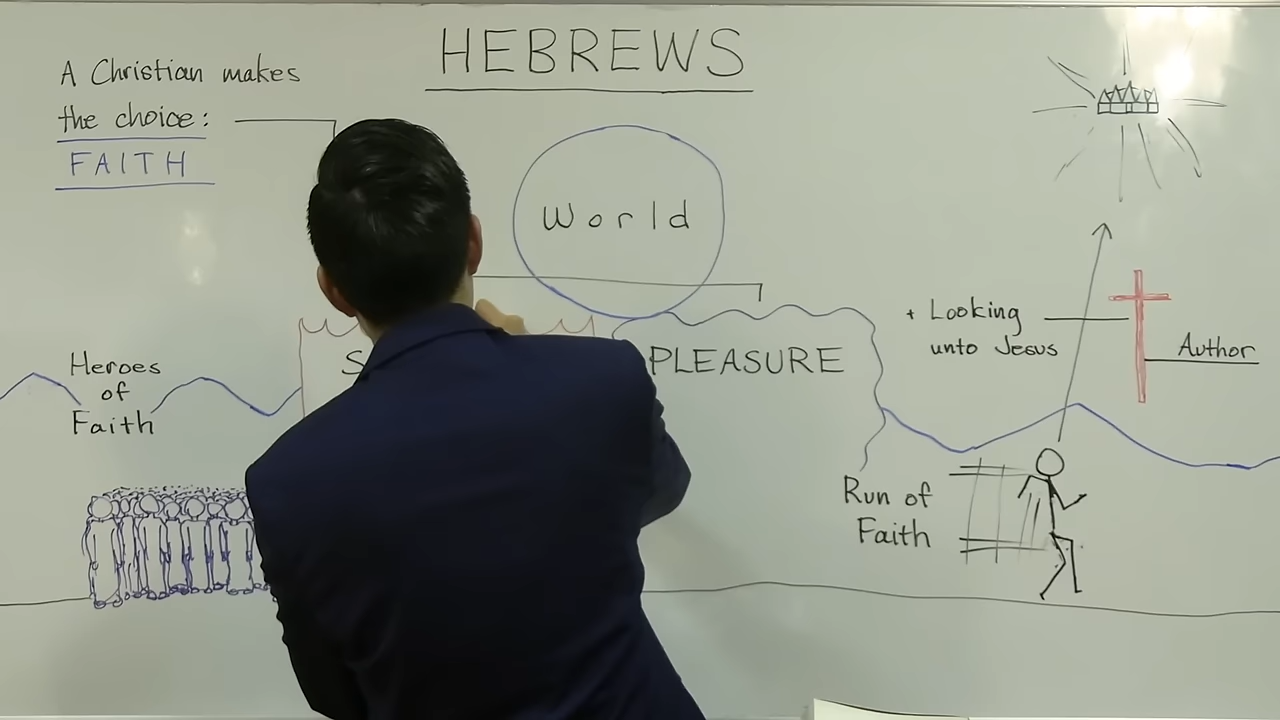 HEBREWS
A Christian makes
the choice:
FAITH
World
Heroes
of
Faith
PLEASURE
+ Looking
unto Jesus
Author
Run of
Faith